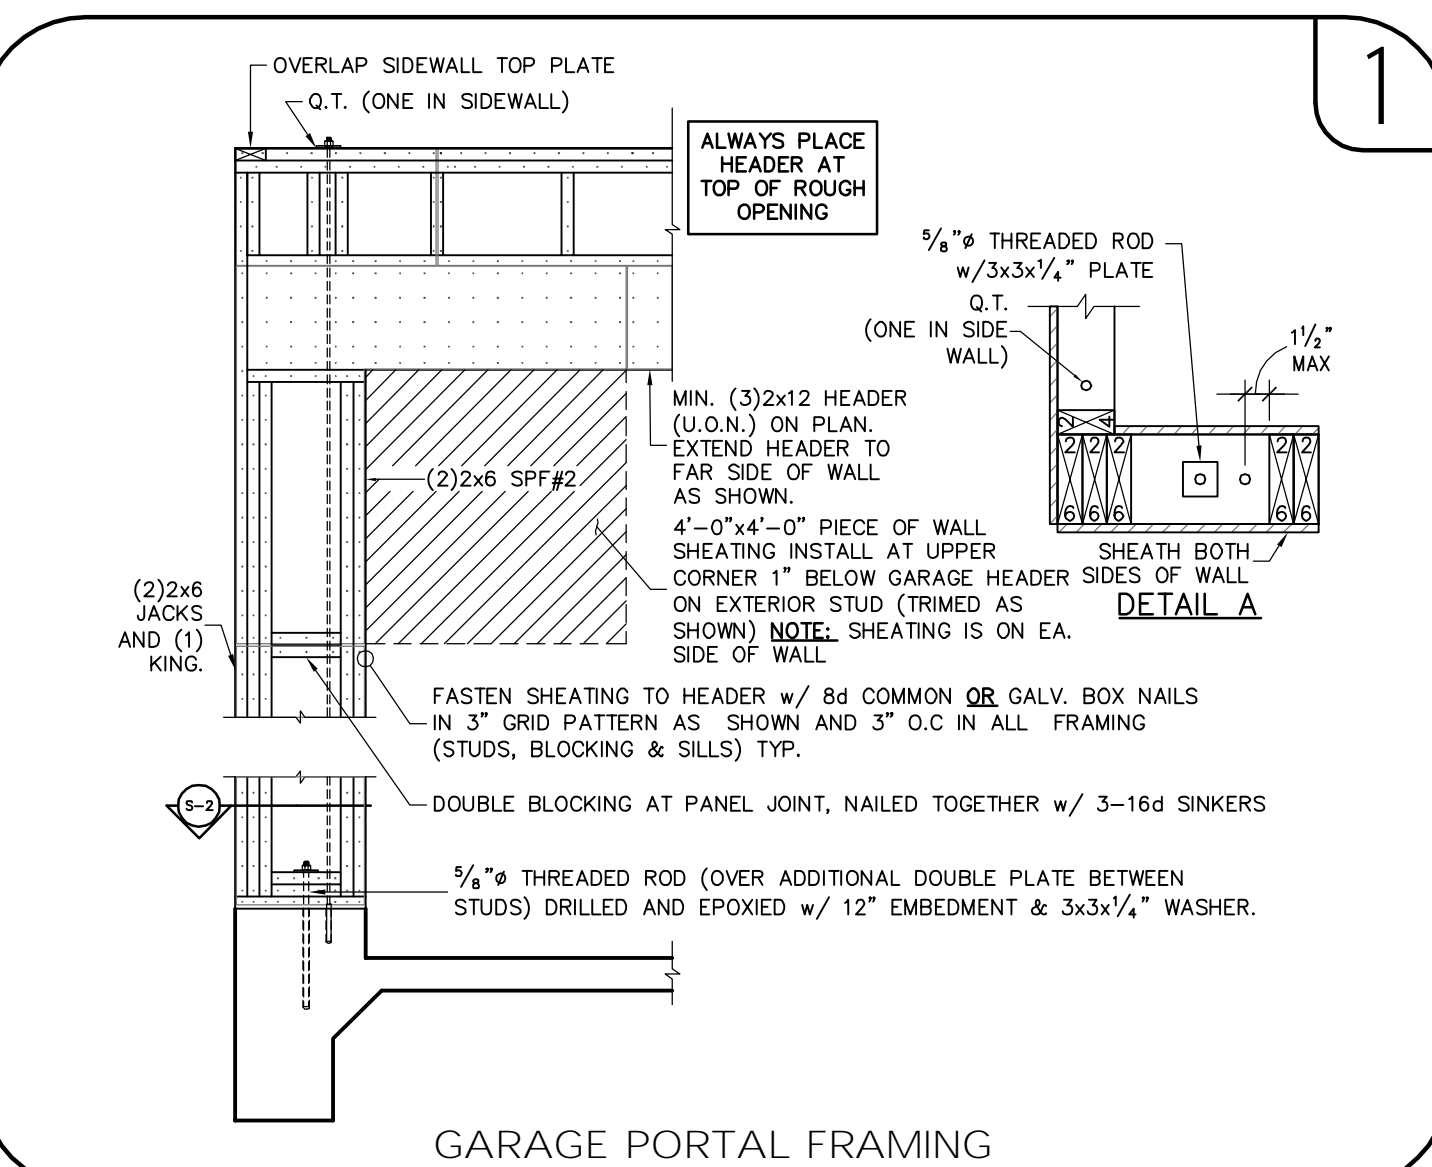 1
OVERLAP SIDEWALL TOP PLATE
Q.T. (ONE IN SIDEWALL)
ALWAYS PLACE
HEADER AT
TOP OF ROUGH
OPENING
5/8"ø THREADED ROD
w/3x3x1/4" PLATE
Q.T.
(ONE IN SIDE
WALL)
1 1/2"
MAX
2 4
2 2 2 2 2
6 6 6 6 6
SHEATH BOTH
SIDES OF WALL
DETAIL A
MIN. (3)2x12 HEADER
(U.O.N.) ON PLAN.
EXTEND HEADER TO
FAR SIDE OF WALL
AS SHOWN.
(2)2x6 SPF#2
4'-0"x4'-0" PIECE OF WALL
SHEATING INSTALL AT UPPER
CORNER 1" BELOW GARAGE HEADER
ON EXTERIOR STUD (TRIMED AS
SHOWN) NOTE: SHEATING IS ON EA.
SIDE OF WALL
(2)2x6
JACKS
AND (1)
KING.
FASTEN SHEATING TO HEADER w/ 8d COMMON OR GALV. BOX NAILS
IN 3" GRID PATTERN AS SHOWN AND 3" O.C IN ALL FRAMING
(STUDS, BLOCKING & SILLS) TYP.
S-2
DOUBLE BLOCKING AT PANEL JOINT, NAILED TOGETHER w/ 3-16d SINKERS
5/8"ø THREADED ROD (OVER ADDITIONAL DOUBLE PLATE BETWEEN
STUDS) DRILLED AND EPOXIED w/ 12" EMBEDMENT & 3x3x1/4" WASHER.
GARAGE PORTAL FRAMING